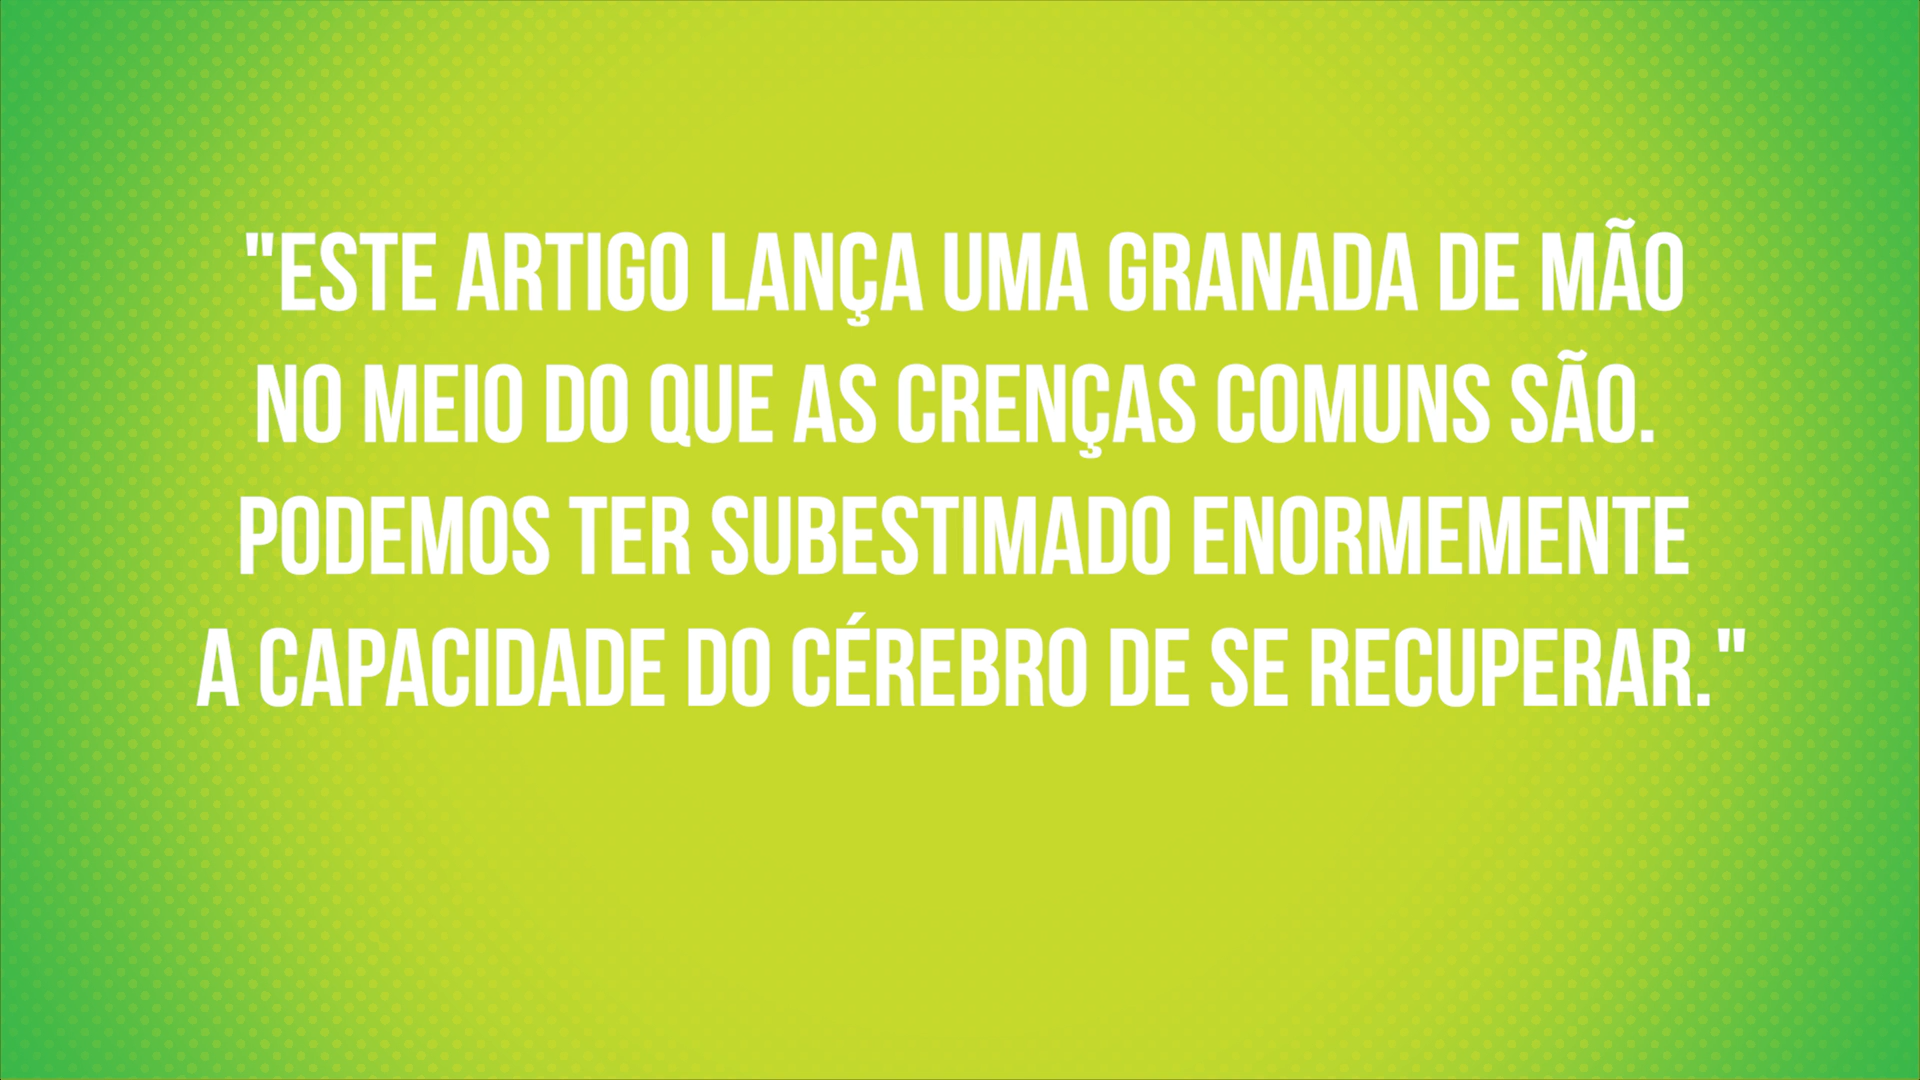 "ESTE ARTIGO LANÇA UMA GRANADA DE MÃO
NO MEIO DO QUE AS CRENÇAS COMUNS SÃO.
PODEMOS TER SUBESTIMADO ENORMEMENTE
A CAPACIDADE DO CÉREBRO DE SE RECUPERAR."